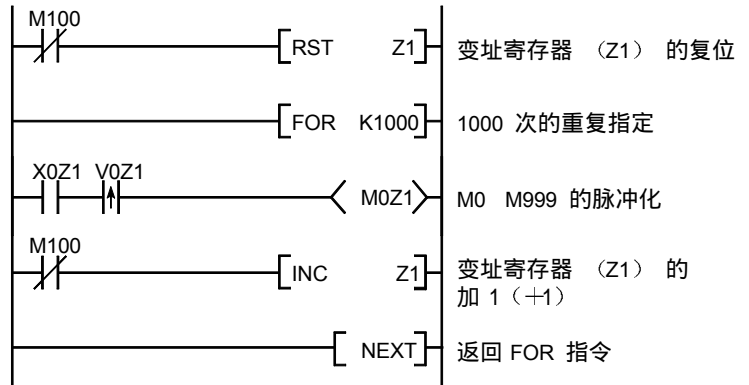 M100
RST Z1 变址寄存器 （Z1） 的复位
FOR K1000 1000 次的重复指定
X0Z1 V0Z1
M0Z1 M0 M999 的脉冲化
M100
INC Z1 变址寄存器 （Z1） 的
加 1（+1）
NEXT 返回 FOR 指令